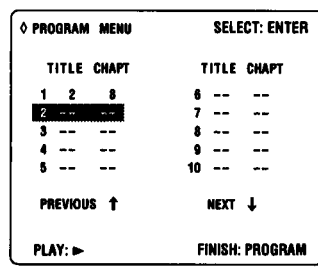 ◊ PROGRAM MENU SELECT: ENTER
TITLE CHAPT TITLE CHAPT
1 2 8 6 -- --
2 -- -- 7 -- --
3 -- -- 8 -- --
4 -- -- 9 -- --
5 -- -- 10 -- --
PREVIOUS ↑ NEXT ↓
PLAY: ► FINISH: PROGRAM